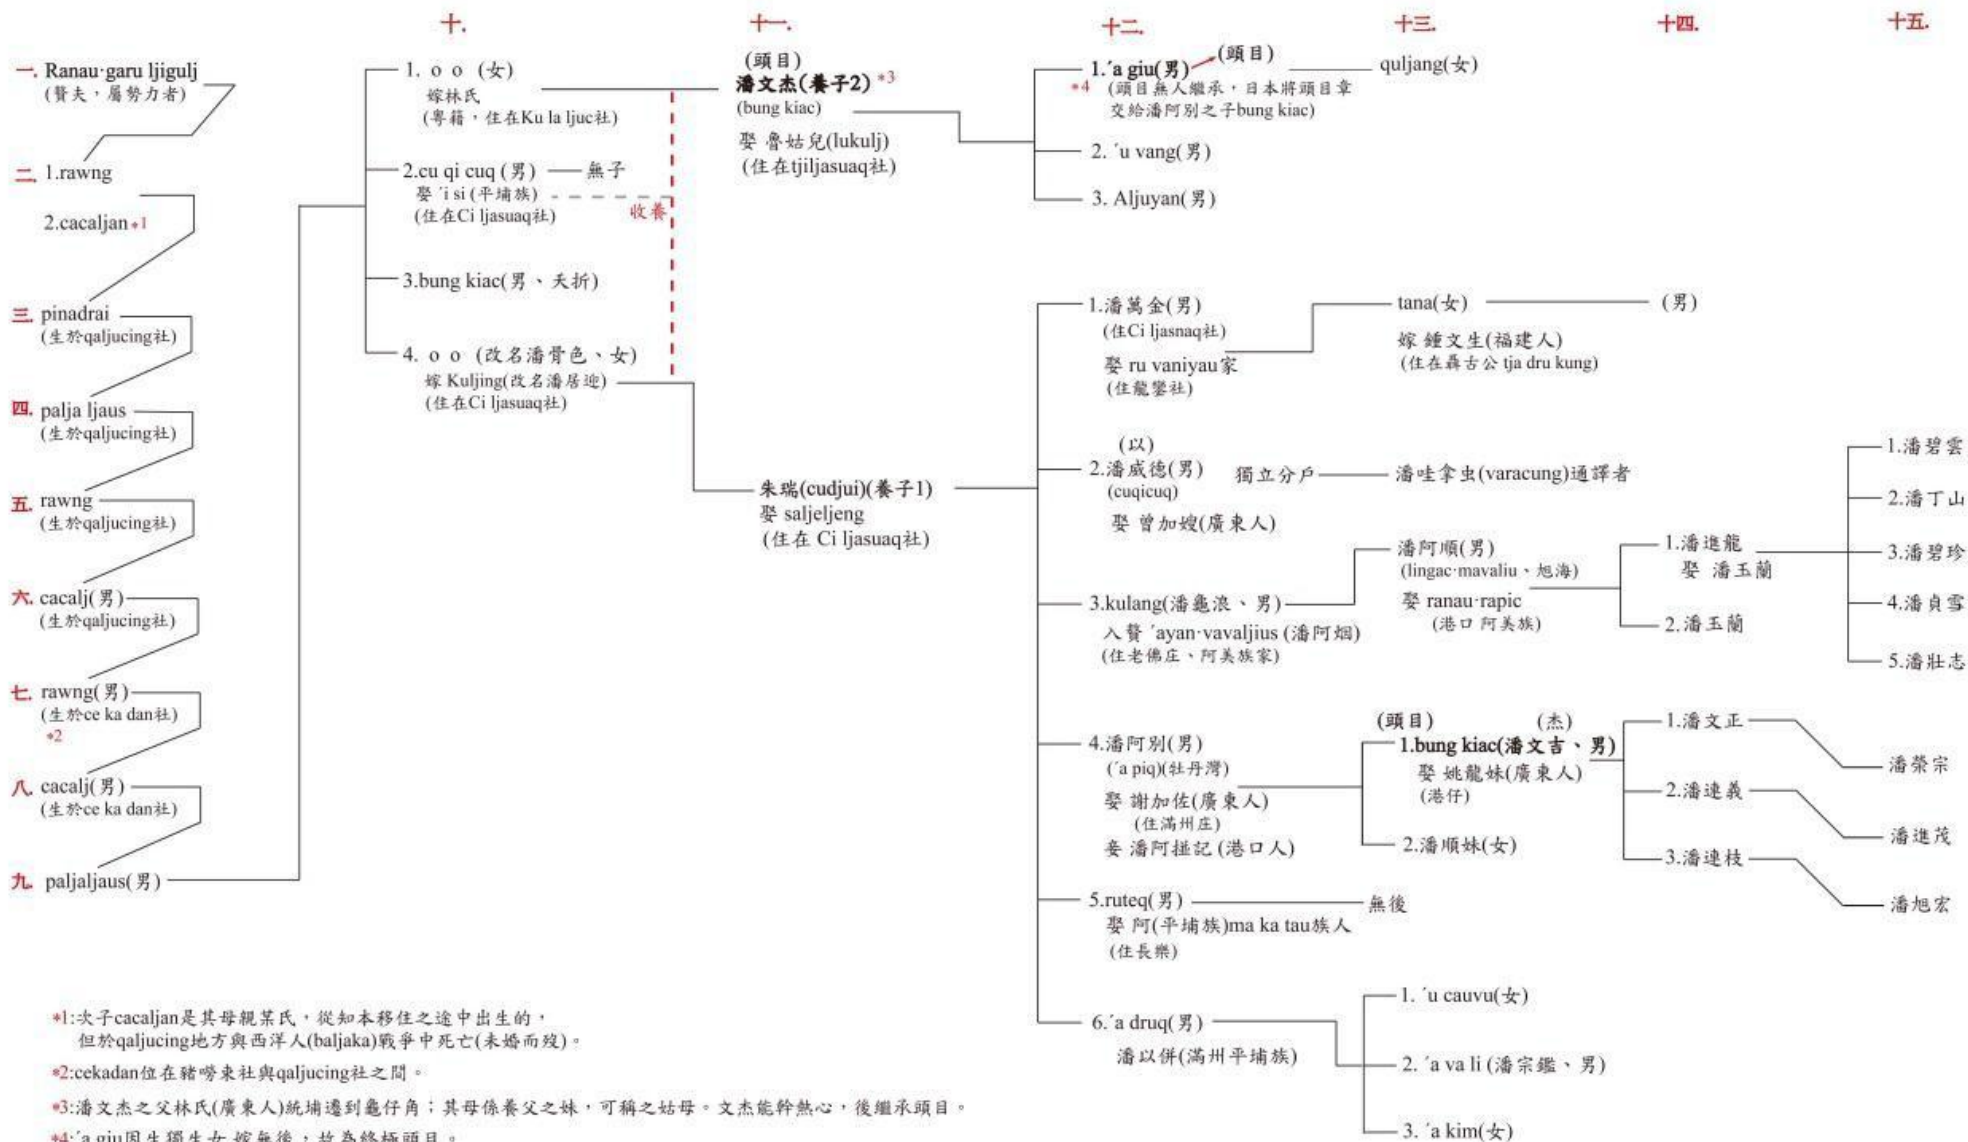 一. Ranau·garu ljigulj
(贅夫，屬勢力者)
二. 1.rawng
2.cacaljan *1
三. pinadrai
(生於qaljucing社)
四. palja ljaus
(生於qaljucing社)
五. rawng
(生於qaljucing社)
六. cacalj(男)
(生於qaljucing社)
七. rawng(男)
(生於ce ka dan社)
*2
八. cacalj(男)
(生於ce ka dan社)
九. paljaljaus(男)
十.
1. o o (女)
嫁林氏
(粵籍，住在Ku la ljuc社)
2.cu qi cuq (男) 無子
娶 ´i si (平埔族)
(住在Ci ljasuaq社)
收養
3.bung kiac(男、夭折)
4. o o (改名潘骨色、女)
嫁 Kuljing(改名潘居迎)
(住在Ci ljasuaq社)
十一.
(頭目)
潘文杰(養子2) *3
(bung kiac)
娶 魯姑兒(lukulj)
(住在tjiljasuaq社)
朱瑞(cudjui)(養子1)
娶 saljeljeng
(住在 Ci ljasuaq社)
十二.
1.´a giu(男) (頭目)
*4 (頭目無人繼承，日本將頭目章
交給潘阿別之子bung kiac)
2. ´u vang(男)
3. Aljuyan(男)
1.潘萬金(男)
(住Ci ljasnaq社)
娶 ru vaniyau家
(住龍鑾社)
(以)
2.潘威德(男) 獨立分戶
(cuqicuq)
娶 曾加嫂(廣東人)
3.kulang(潘龜浪、男)
入贅 ´ayan·vavaljius (潘阿烟)
(住老佛庄、阿美族家)
4.潘阿別(男)
(´a piq)(牡丹灣)
娶 謝加佐(廣東人)
(住滿州庄)
妾 潘阿摓記 (港口人)
5.ruteq(男)
娶 阿(平埔族)ma ka tau族人
(住長樂)
6.´a druq(男)
潘以併(滿州平埔族)
十三.
quljang(女)
tana(女)
嫁 鍾文生(福建人)
(住在羂古公 tja dru kung)
潘哇拿虫(varacung)通譯者
潘阿順(男)
(lingac·mavaliu、旭海)
娶 ranau·rapic
(港口 阿美族)
(頭目) (杰)
1.bung kiac(潘文吉、男)
娶 姚龍妹(廣東人)
(港仔)
2.潘順妹(女)
無後
1. ´u cauvu(女)
2. ´a va li (潘宗鑑、男)
3. ´a kim(女)
十四.
(男)
1.潘進龍
娶 潘玉蘭
2.潘玉蘭
1.潘文正
2.潘連義
3.潘連枝
十五.
1.潘碧雲
2.潘丁山
3.潘碧珍
4.潘貞雪
5.潘壯志
潘榮宗
潘進茂
潘旭宏
*1:次子cacaljan是其母親某氏，從知本移住之途中出生的，
但於qaljucing地方與西洋人(baljaka)戰爭中死亡(未婚而歿)。
*2:cekadan位在豬嘮束社與qaljucing社之間。
*3:潘文杰之父林氏(廣東人)統埔遷到龜仔角；其母係養父之妹，可稱之姑母。文杰能幹熱心，後繼承頭目。
*4:´a giu因生獨生女 嫁無後，故為終極頭目。